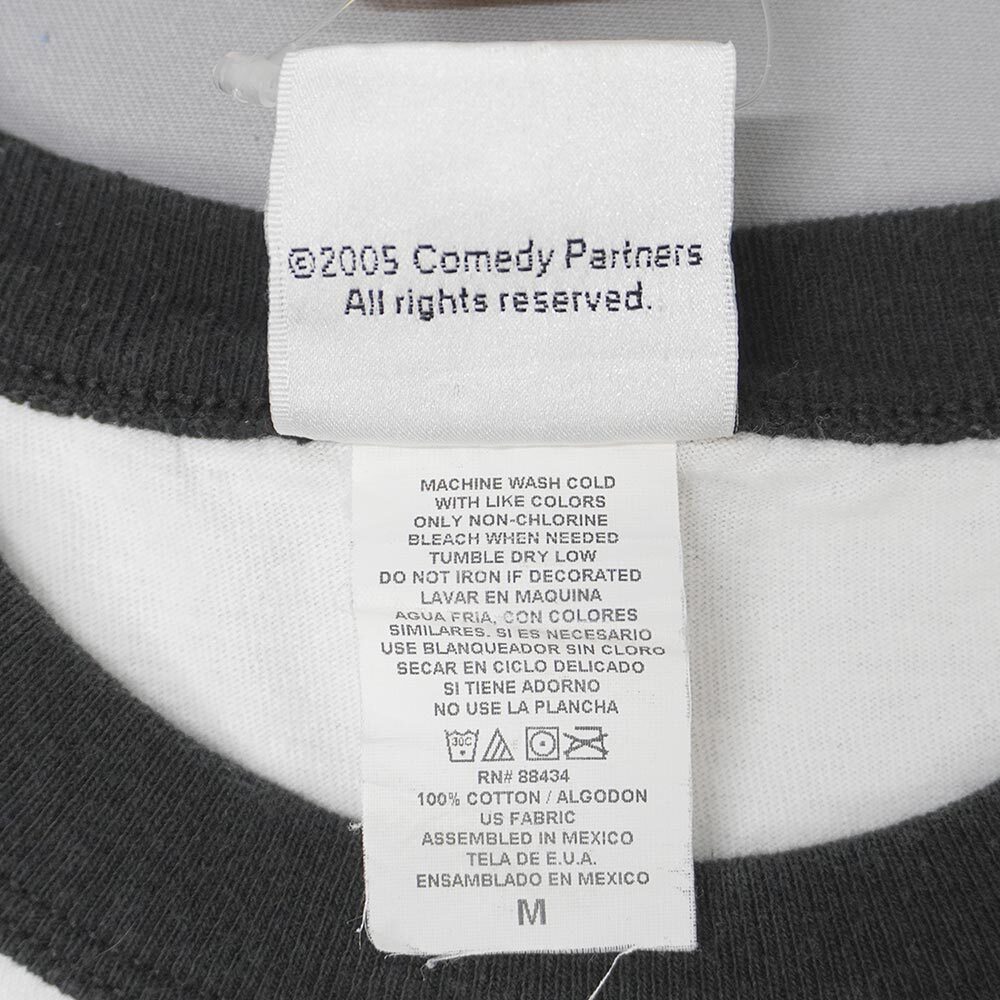 ©2005 Comedy Partners
All rights reserved.
MACHINE WASH COLD
WITH LIKE COLORS
ONLY NON-CHLORINE
BLEACH WHEN NEEDED
TUMBLE DRY LOW
DO NOT IRON IF DECORATED
LAVAR EN MAQUINA
AGUA FRIA, CON COLORES
SIMILARES. SI ES NECESARIO
USE BLANQUEADOR SIN CLORO
SECAR EN CICLO DELICADO
SI TIENE ADORNO
NO USE LA PLANCHA
30C
RN# 88434
100% COTTON / ALGODON
US FABRIC
ASSEMBLED IN MEXICO
TELA DE E.U.A.
ENSAMBLADO EN MEXICO
M